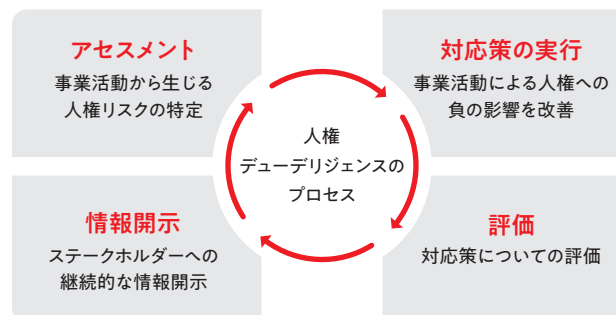 アセスメント
事業活動から生じる
人権リスクの特定
対応策の実行
事業活動による人権への
負の影響を改善
人権
デューデリジェンスの
プロセス
情報開示
ステークホルダーへの
継続的な情報開示
評価
対応策についての評価